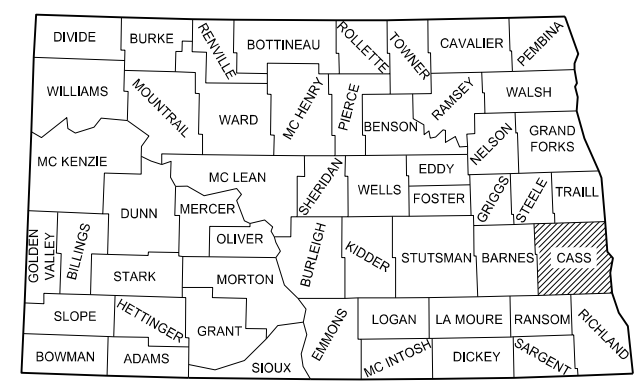 DIVIDE
BURKE
RENVILLE
BOTTINEAU
ROLLETTE
TOWNER
CAVALIER
PEMBINA
WILLIAMS
MOUNTRAIL
WARD
MC HENRY
PIERCE
BENSON
RAMSEY
WALSH
NELSON
GRAND
FORKS
MC KENZIE
DUNN
MC LEAN
MERCER
OLIVER
SHERIDAN
WELLS
EDDY
FOSTER
GRIGGS
STEELE
TRAILL
GOLDEN
VALLEY
BILLINGS
STARK
MORTON
BURLEIGH
KIDDER
STUTSMAN
BARNES
CASS
SLOPE
HETTINGER
GRANT
EMMONS
LOGAN
LA MOURE
RANSOM
RICHLAND
BOWMAN
ADAMS
SIOUX
MC INTOSH
DICKEY
SARGENT